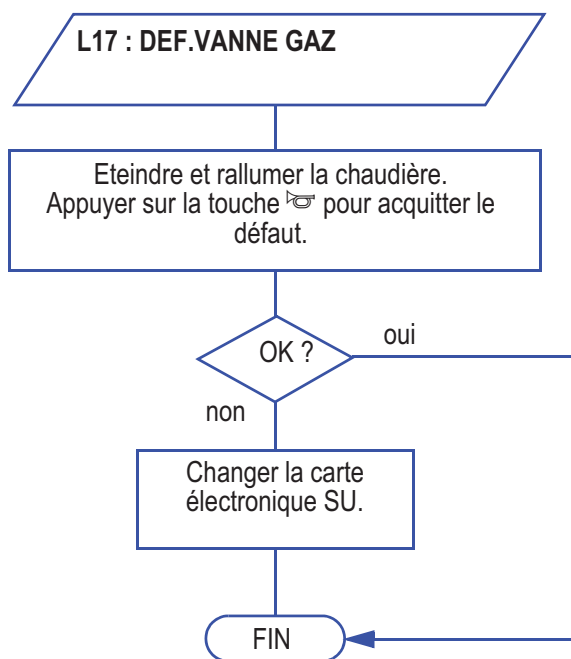 L17 : DEF.VANNE GAZ
Eteindre et rallumer la chaudière.
Appuyer sur la touche pour acquitter le
défaut.
OK ?
oui
non
Changer la carte
électronique SU.
FIN